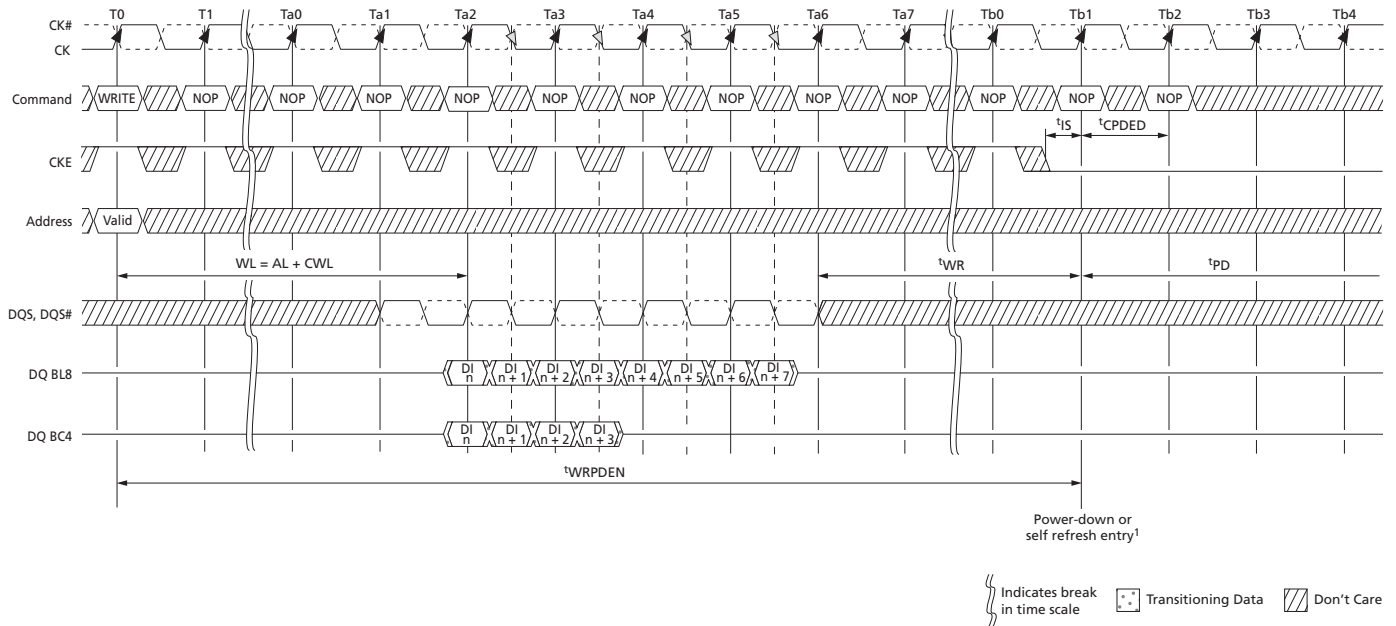 T0 T1 Ta0 Ta1 Ta2 Ta3 Ta4 Ta5 Ta6 Ta7 Tb0 Tb1 Tb2 Tb3 Tb4
CK#
CK
Command WRITE NOP NOP NOP NOP NOP NOP NOP NOP NOP NOP NOP NOP
tIS tCPDED
CKE
Address Valid
WL = AL + CWL tWR tPD
DQS, DQS#
DQ BL8 DI n DI n + 1 DI n + 2 DI n + 3 DI n + 4 DI n + 5 DI n + 6 DI n + 7
DQ BC4 DI n DI n + 1 DI n + 2 DI n + 3
tWRPDEN
Power-down or
self refresh entry1
Indicates break
in time scale
Transitioning Data
Don't Care